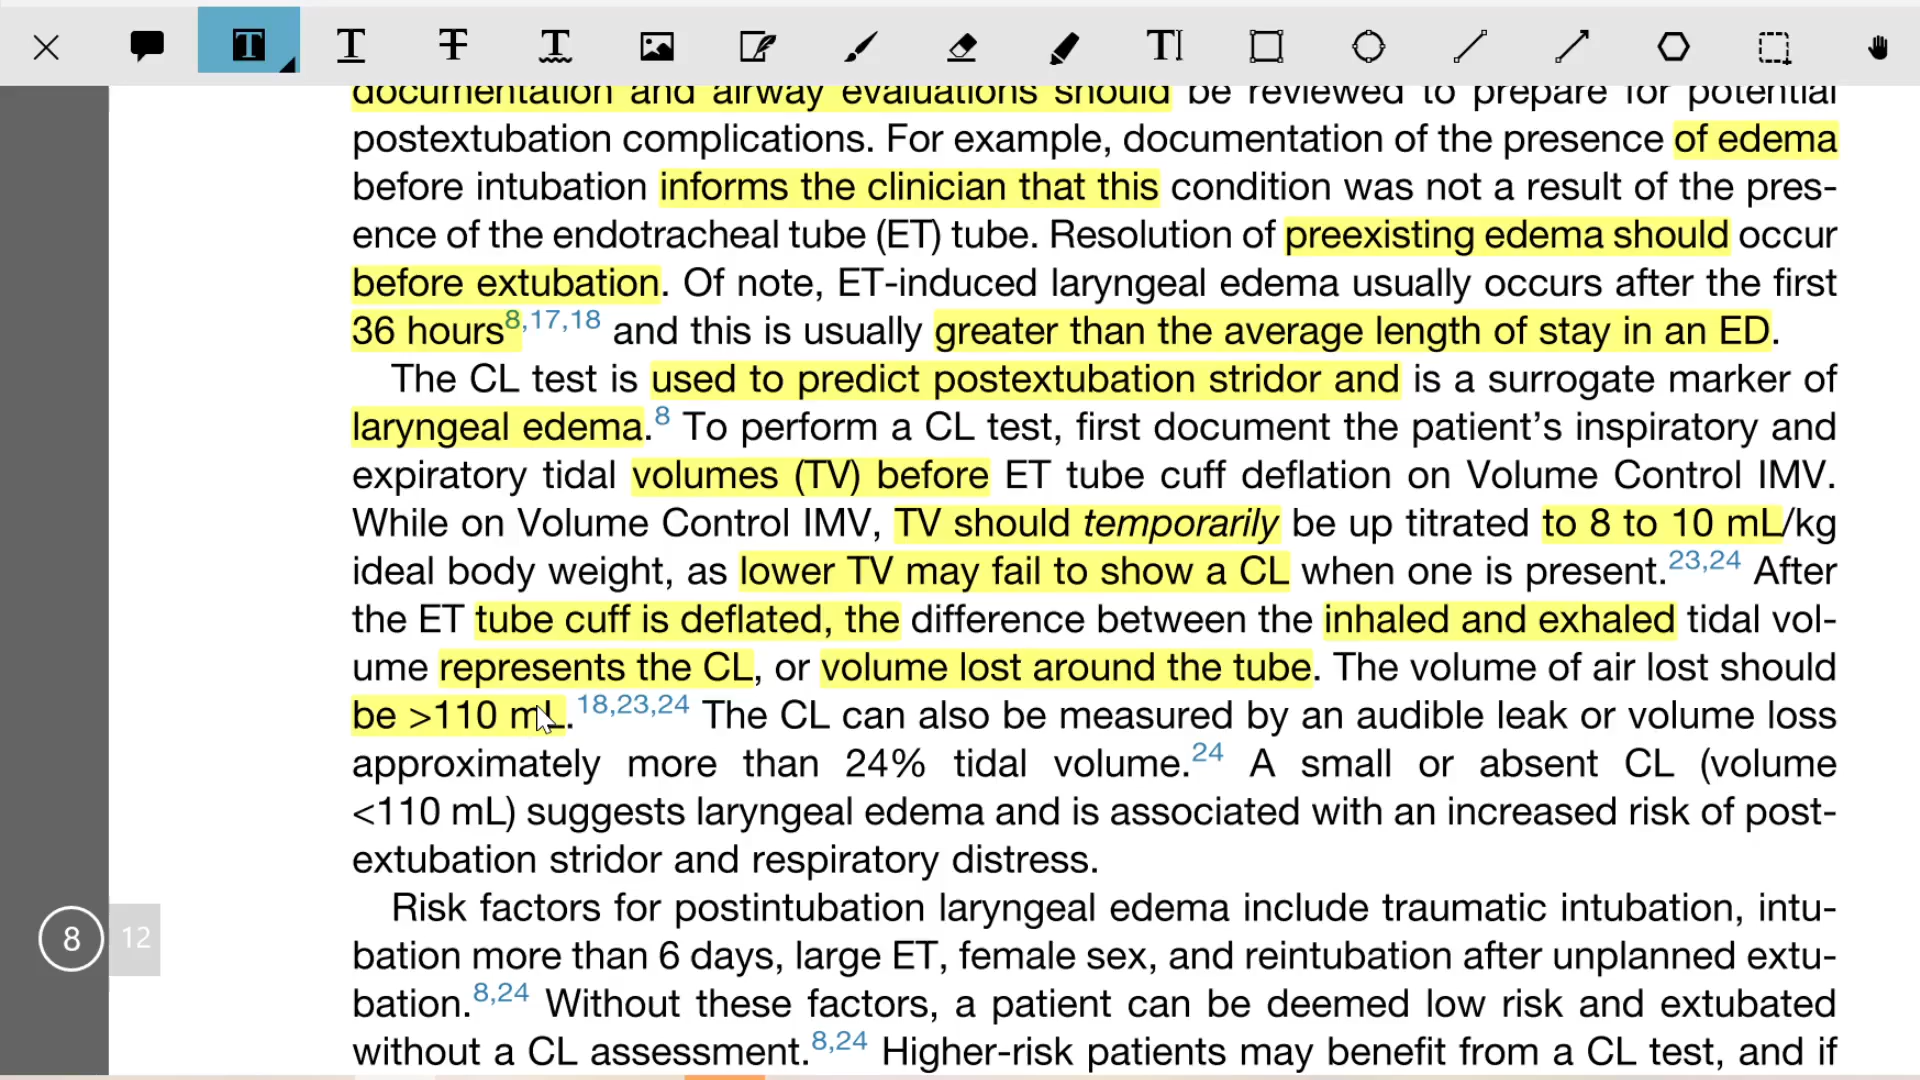 documentation and airway evaluations should be reviewed to prepare for potential
postextubation complications. For example, documentation of the presence of edema
before intubation informs the clinician that this condition was not a result of the pres-
ence of the endotracheal tube (ET) tube. Resolution of preexisting edema should occur
before extubation. Of note, ET-induced laryngeal edema usually occurs after the first
36 hours8,17,18 and this is usually greater than the average length of stay in an ED.
The CL test is used to predict postextubation stridor and is a surrogate marker of
laryngeal edema.8 To perform a CL test, first document the patient's inspiratory and
expiratory tidal volumes (TV) before ET tube cuff deflation on Volume Control IMV.
While on Volume Control IMV, TV should temporarily be up titrated to 8 to 10 mL/kg
ideal body weight, as lower TV may fail to show a CL when one is present.23,24 After
the ET tube cuff is deflated, the difference between the inhaled and exhaled tidal vol-
ume represents the CL, or volume lost around the tube. The volume of air lost should
be >110 mL.18,23,24 The CL can also be measured by an audible leak or volume loss
approximately more than 24% tidal volume.24 A small or absent CL (volume
<110 mL) suggests laryngeal edema and is associated with an increased risk of post-
extubation stridor and respiratory distress.
Risk factors for postintubation laryngeal edema include traumatic intubation, intu-
bation more than 6 days, large ET, female sex, and reintubation after unplanned extu-
bation.8,24 Without these factors, a patient can be deemed low risk and extubated
without a CL assessment.8,24 Higher-risk patients may benefit from a CL test, and if
8 12